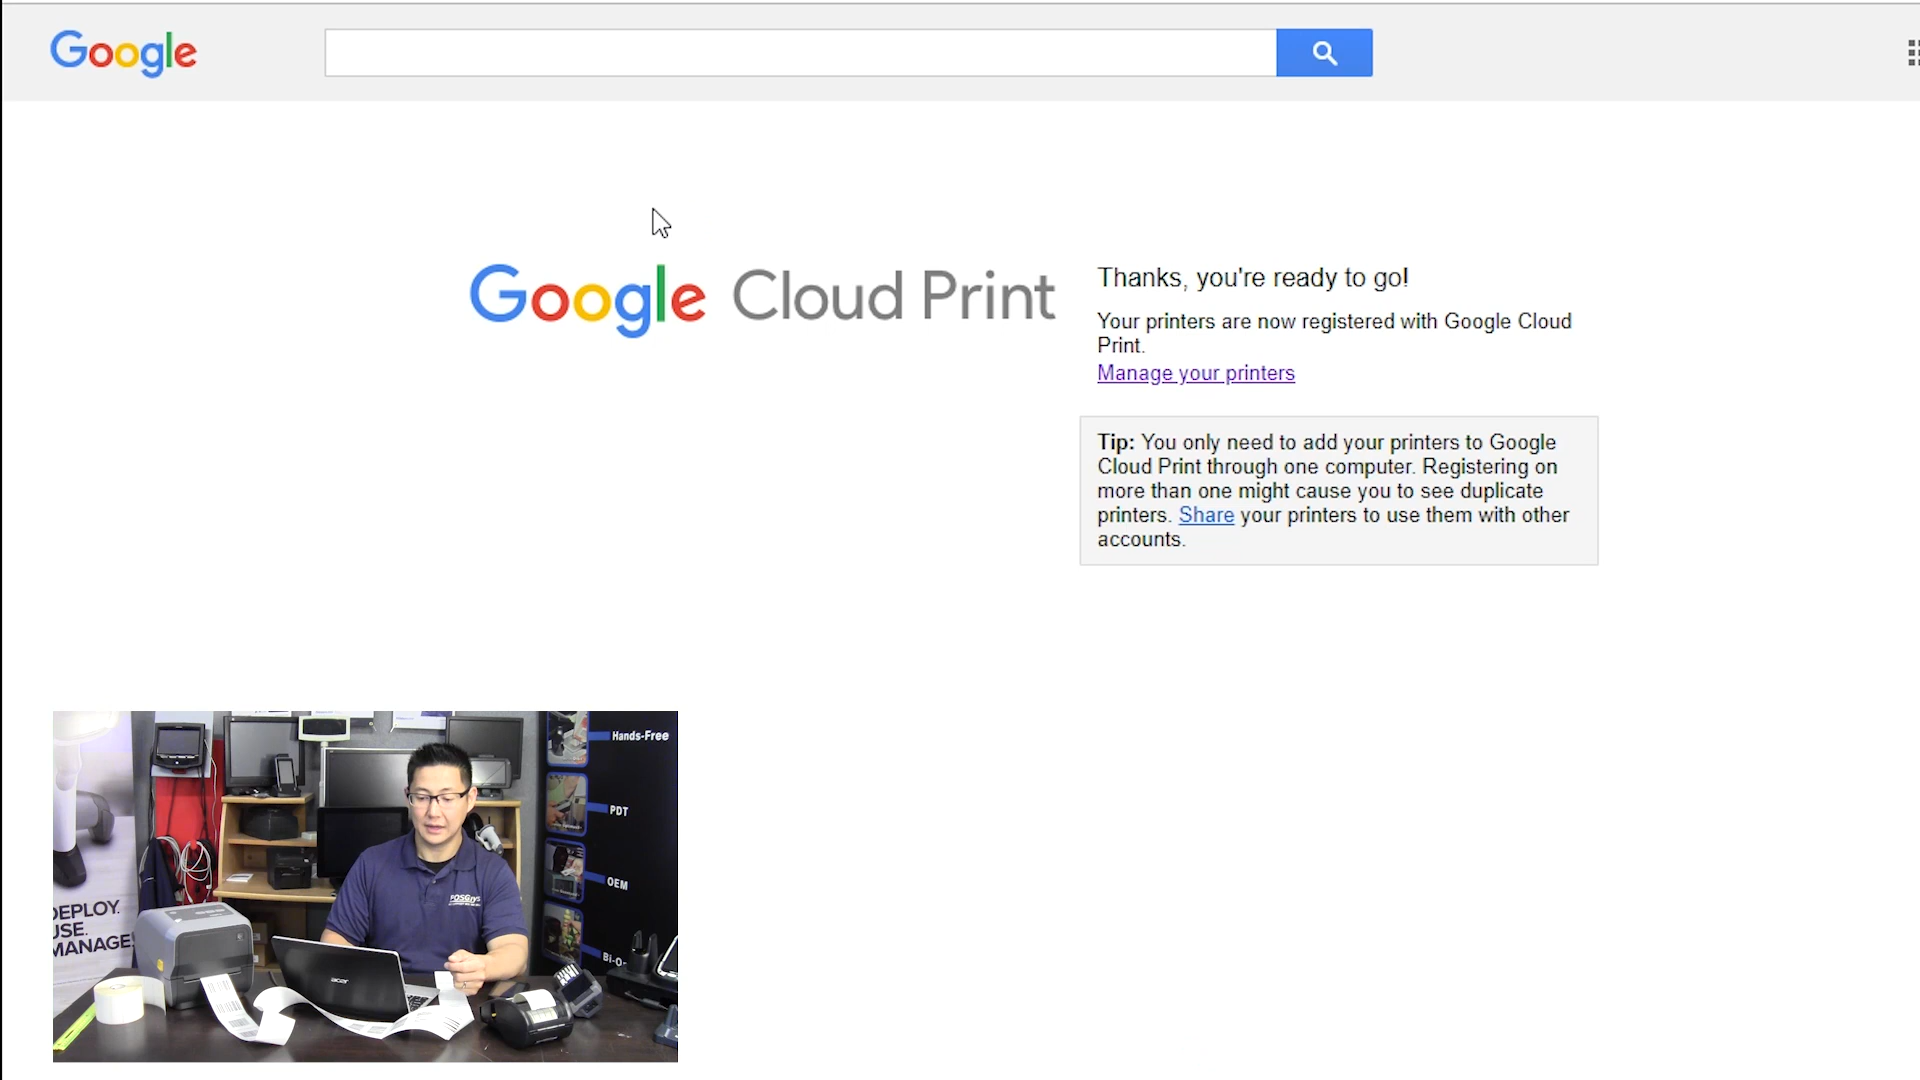 Google
Google Cloud Print
Thanks, you're ready to go!
Your printers are now registered with Google Cloud
Print.
Manage your printers
Tip: You only need to add your printers to Google
Cloud Print through one computer. Registering on
more than one might cause you to see duplicate
printers. Share your printers to use them with other
accounts.
Hands-Free
PDT
OEM
DEPLOY.
USE.
MANAGE
acer